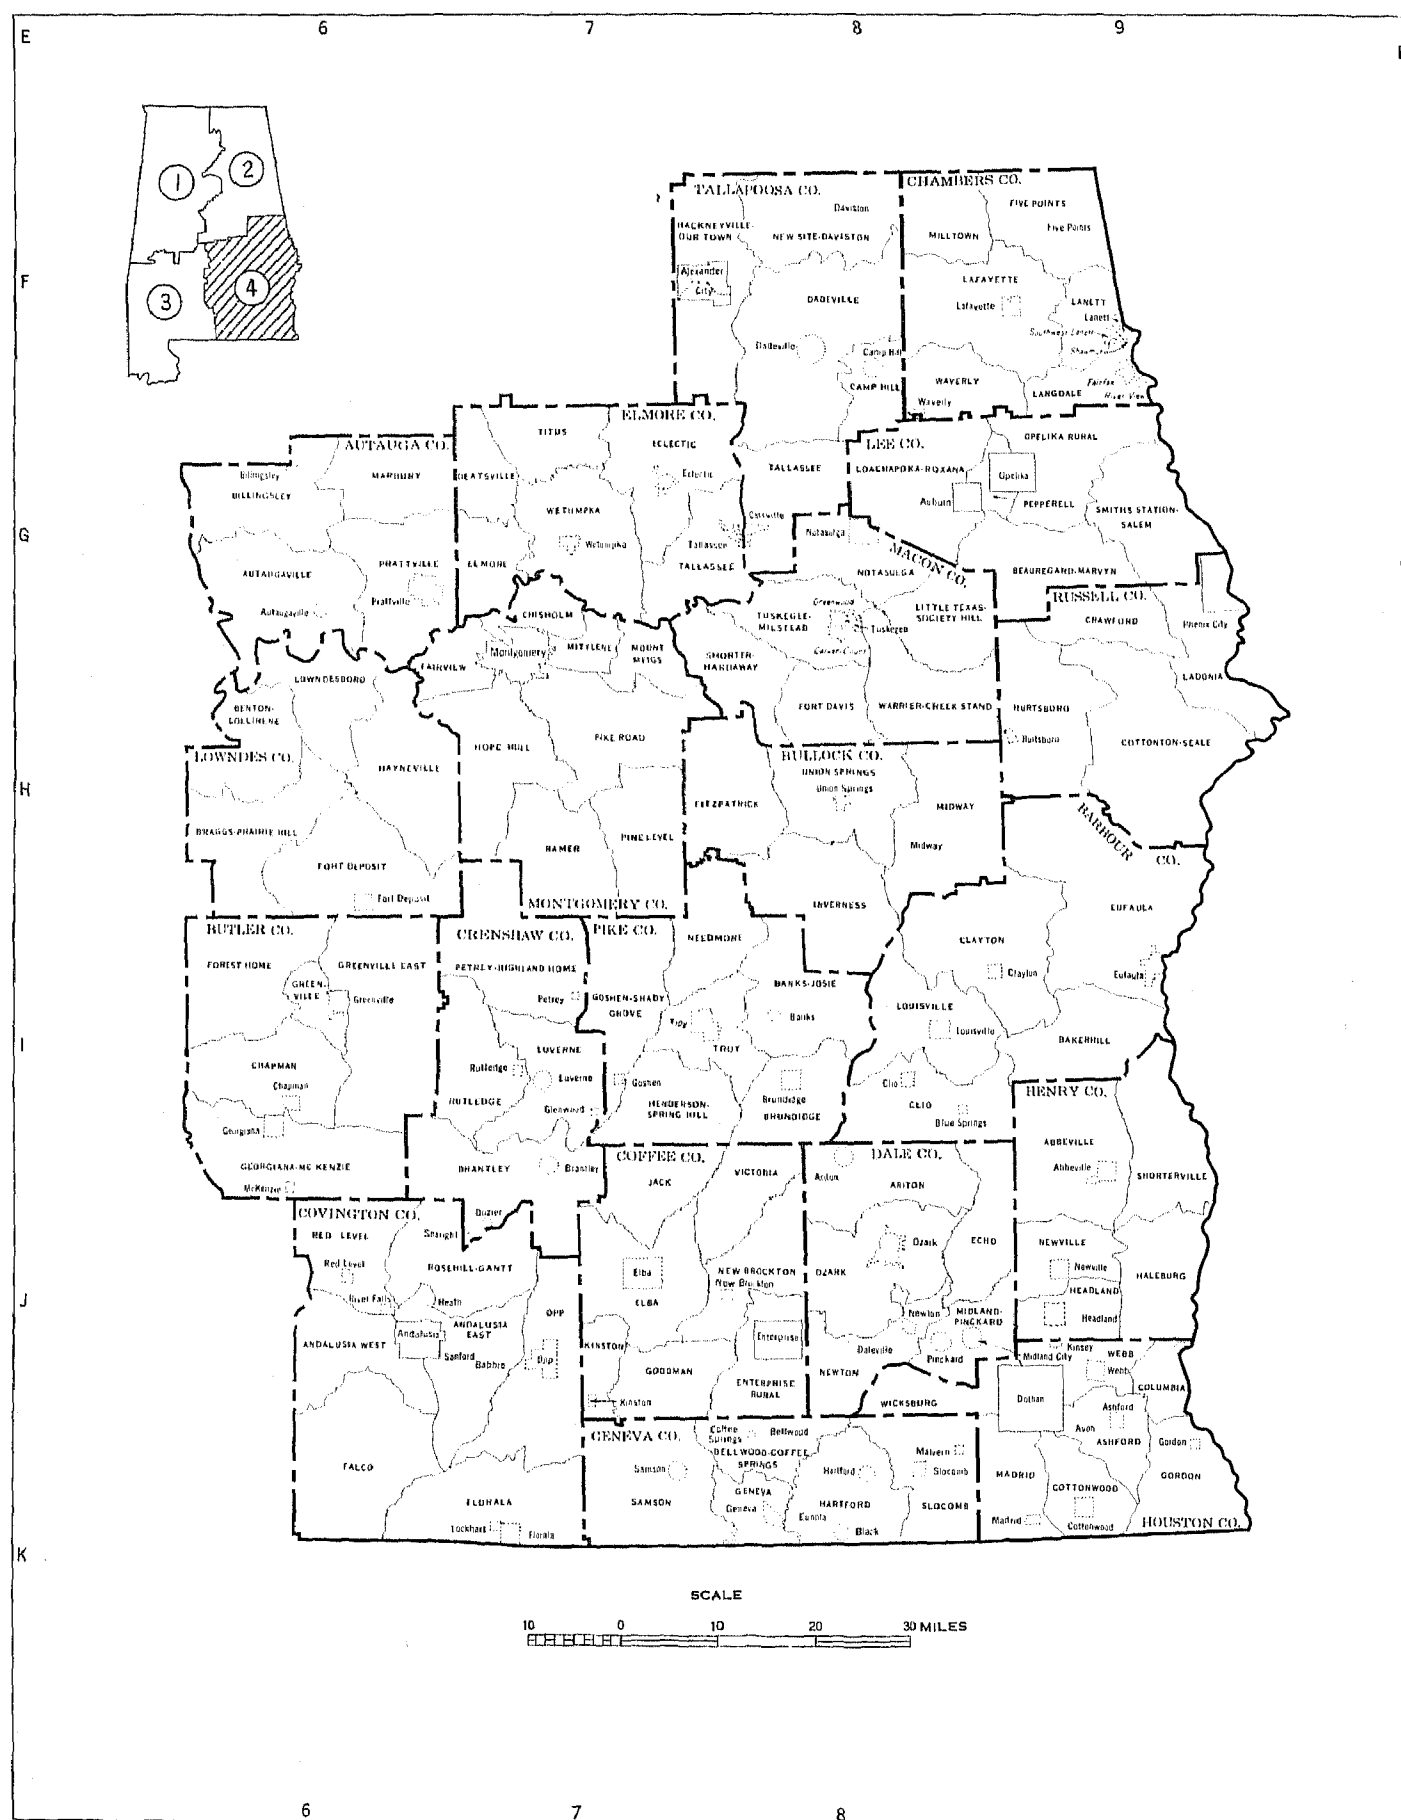 E
6
7
8
9
1
2
3
4
TALLAPOOSA CO.
CHAMBERS CO.
Daviston
FIVE POINTS
Five Points
HACKNEYVILLE-
OUR TOWN
NEW SITE-DAVISTON
MILLTOWN
F
Alexander
City
DADEVILLE
LAFAYETTE
Lafayette
LANETT
Lanett
Southwest Lanett
Dadeville
Camp Hill
CAMP HILL
WAVERLY
Waverly
LANGDALE
Fairfax
River View
ELMORE CO.
TITUS
ECLECTIC
Eclectic
AUTAUGA CO.
LEE CO.
OPELIKA RURAL
Billingsley
BILLINGSLEY
MARBURY
DEATSVILLE
TALLASSEE
LOACHAPOKA-ROXANA
Opelika
Auburn
PEPPERELL
SMITHS STATION-
SALEM
G
WETUMPKA
Wetumpka
Carrville
Tallassee
TALLASSEE
Notasulga
NOTASULGA
MACON CO.
AUTAUGAVILLE
Autaugaville
PRATTVILLE
Prattville
ELMORE
BEAUREGARD-MARVYN
RUSSELL CO.
CHISHOLM
TUSKEGEE-
MILSTEAD
Greenwood
Tuskegee
Carver Court
LITTLE TEXAS-
SOCIETY HILL
CRAWFORD
Phenix City
FAIRVIEW
Montgomery
MITYLENE
MOUNT
MEIGS
SHORTER-
HARDAWAY
LADONIA
LOWNDESBORO
BENTON-
COLLIRENE
FORT DAVIS
WARRIER-CREEK STAND
HURTSBORO
Hurtsboro
HOPE HULL
PIKE ROAD
COTTONTON-SEALE
LOWNDES CO.
HAYNEVILLE
BULLOCK CO.
UNION SPRINGS
Union Springs
H
FITZPATRICK
MIDWAY
Midway
BRAGGS-PRAIRIE HILL
RAMER
PINE LEVEL
BARBOUR
CO.
FORT DEPOSIT
Fort Deposit
MONTGOMERY CO.
INVERNESS
EUFAULA
Eufaula
BUTLER CO.
CRENSHAW CO.
PIKE CO.
NEEDMORE
CLAYTON
Clayton
FOREST HOME
GREENVILLE EAST
PETREY-HIGHLAND HOME
GREEN-
VILLE
Greenville
Petrey
GOSHEN-SHADY
GROVE
BANKS-JOSIE
Banks
LOUISVILLE
Louisville
I
Troy
TROY
BAKERHILL
CHAPMAN
Chapman
LUVERNE
Luverne
Rutledge
RUTLEDGE
Glenwood
Goshen
HENDERSON-
SPRING HILL
Brundidge
BRUNDIDGE
Clio
CLIO
Blue Springs
HENRY CO.
Georgiana
GEORGIANA-MC KENZIE
McKenzie
BRANTLEY
Brantley
COFFEE CO.
JACK
VICTORIA
DALE CO.
Ariton
ARITON
ABBEVILLE
Abbeville
SHORTERVILLE
COVINGTON CO.
RED LEVEL
Red Level
Dozier
ROSEHILL-GANTT
ECHO
NEWVILLE
Newville
Ozark
OZARK
Elba
ELBA
NEW BROCKTON
New Brockton
HALEBURG
HEADLAND
Headland
J
River Falls
Heath
OPP
Opp
Newton
MIDLAND-
PINCKARD
Pinckard
ANDALUSIA WEST
Andalusia
ANDALUSIA
EAST
Sanford
Babbie
KINSTON
Kinston
GOODMAN
Enterprise
ENTERPRISE
RURAL
Daleville
NEWTON
WICKSBURG
Midland City
Kinsey
WEBB
Webb
COLUMBIA
Dothan
Ashford
ASHFORD
Avon
Gordon
GORDON
GENEVA CO.
Coffee
Springs
Bellwood
BELLWOOD-COFFEE
SPRINGS
Samson
SAMSON
GENEVA
Geneva
Hartford
HARTFORD
Eunola
Black
Malvern
Slocomb
SLOCOMB
MADRID
Madrid
COTTONWOOD
Cottonwood
HOUSTON CO.
FALCO
FLORALA
Lockhart
Florala
K
SCALE
10 0 10 20 30 MILES
6
7
8